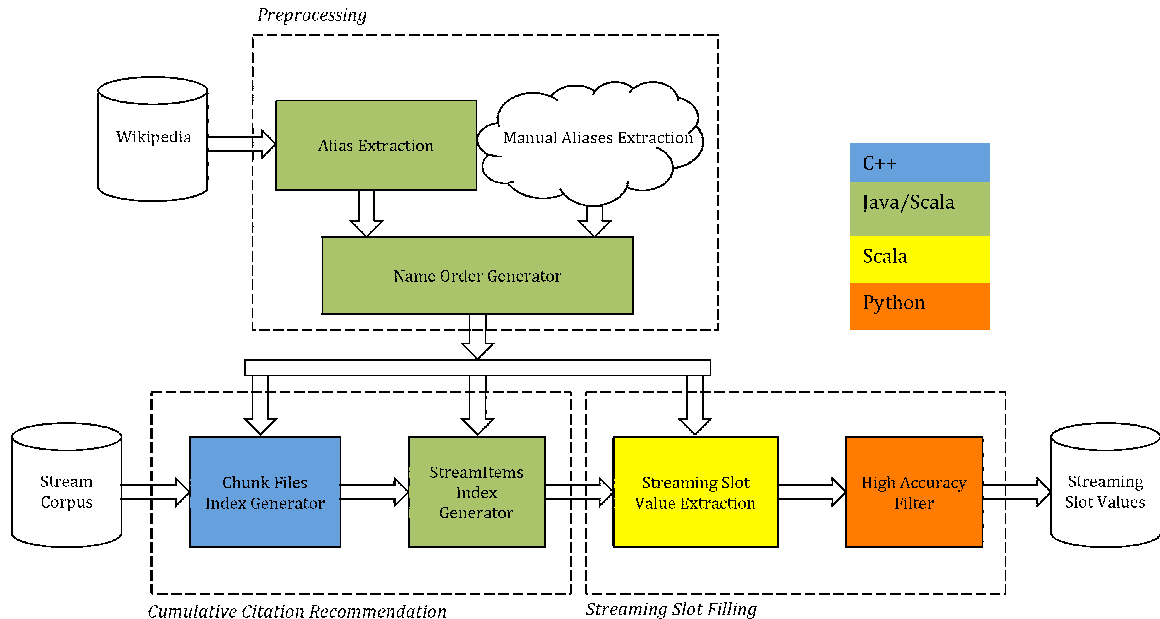 Preprocessing
Wikipedia
Alias Extraction
Manual Aliases Extraction
Name Order Generator
C++
Java/Scala
Scala
Python
Stream
Corpus
Chunk Files
Index Generator
StreamItems
Index
Generator
Streaming Slot
Value Extraction
High Accuracy
Filter
Streaming
Slot Values
Cumulative Citation Recommendation
Streaming Slot Filling